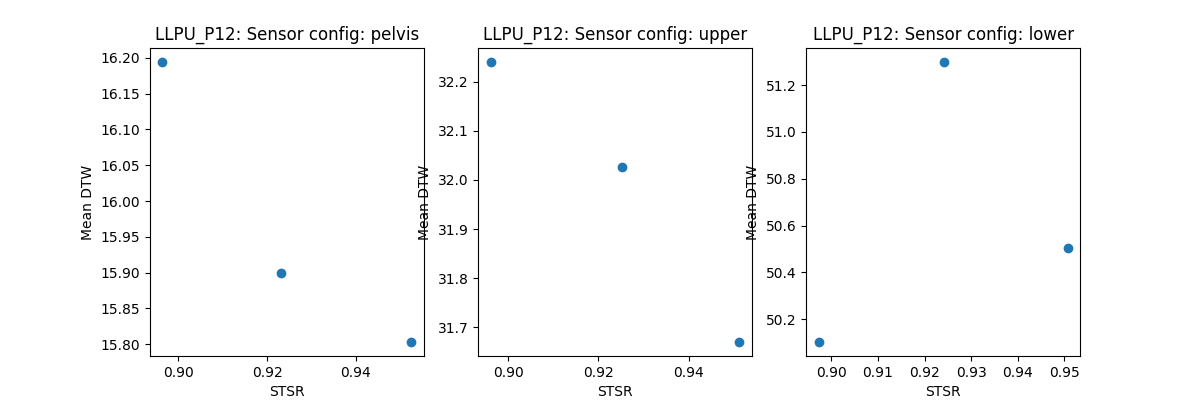 LLPU_P12: Sensor config: pelvis
16.20
16.15
16.10
16.05
16.00
15.95
15.90
15.85
15.80
Mean DTW
0.90 0.92 0.94
STSR
LLPU_P12: Sensor config: upper
32.2
32.1
32.0
31.9
31.8
31.7
Mean DTW
0.90 0.92 0.94
STSR
LLPU_P12: Sensor config: lower
51.2
51.0
50.8
50.6
50.4
50.2
Mean DTW
0.90 0.91 0.92 0.93 0.94 0.95
STSR